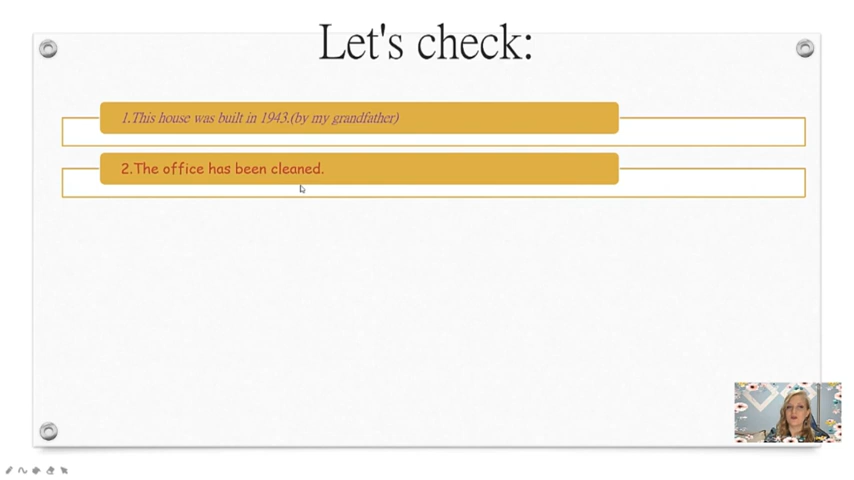 Let's check:
1.This house was built in 1943.(by my grandfather)
2.The office has been cleaned.